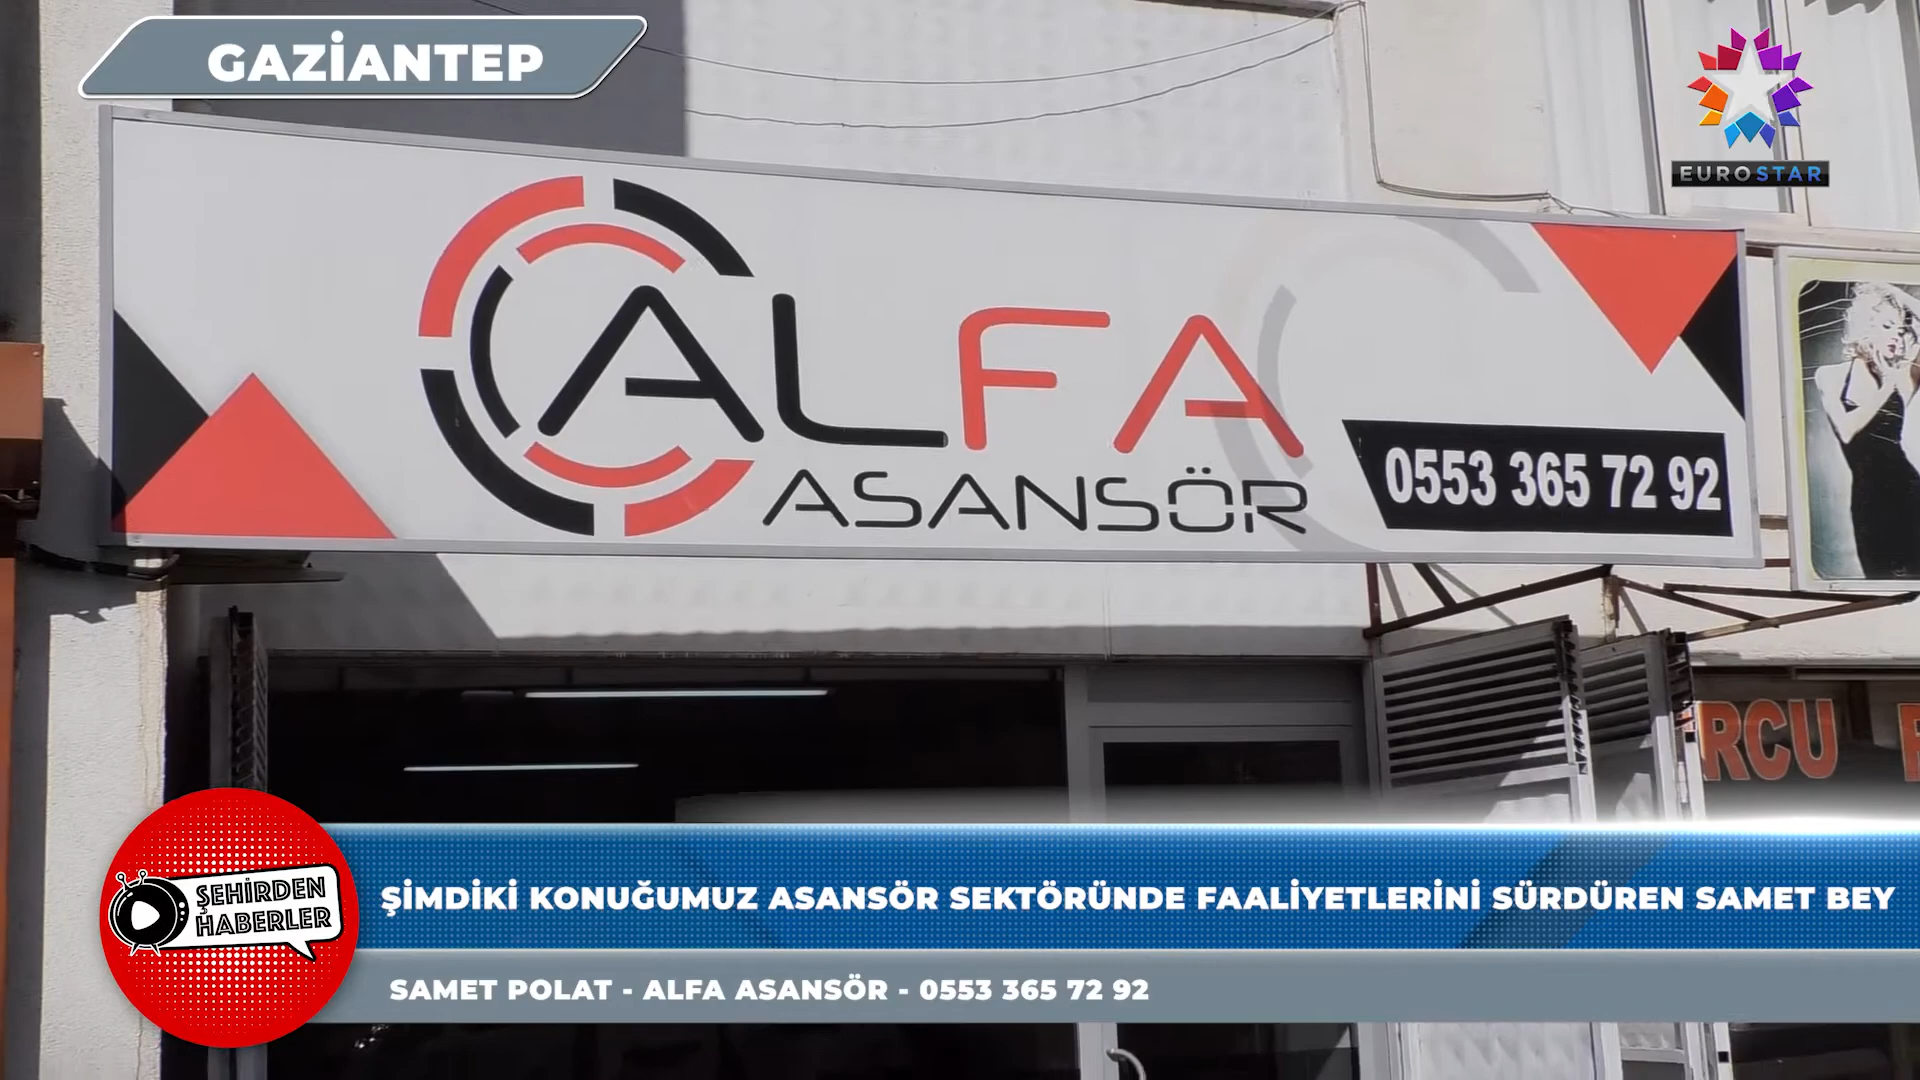 GAZİANTEP
EUROSTAR
ALFA
ASANSÖR
0553 365 72 92
RCU
ŞEHİRDEN
HABERLER
ŞİMDİKİ KONUĞUMUZ ASANSÖR SEKTÖRÜNDE FAALİYETLERİNİ SÜRDÜREN SAMET BEY
SAMET POLAT - ALFA ASANSÖR - 0553 365 72 92